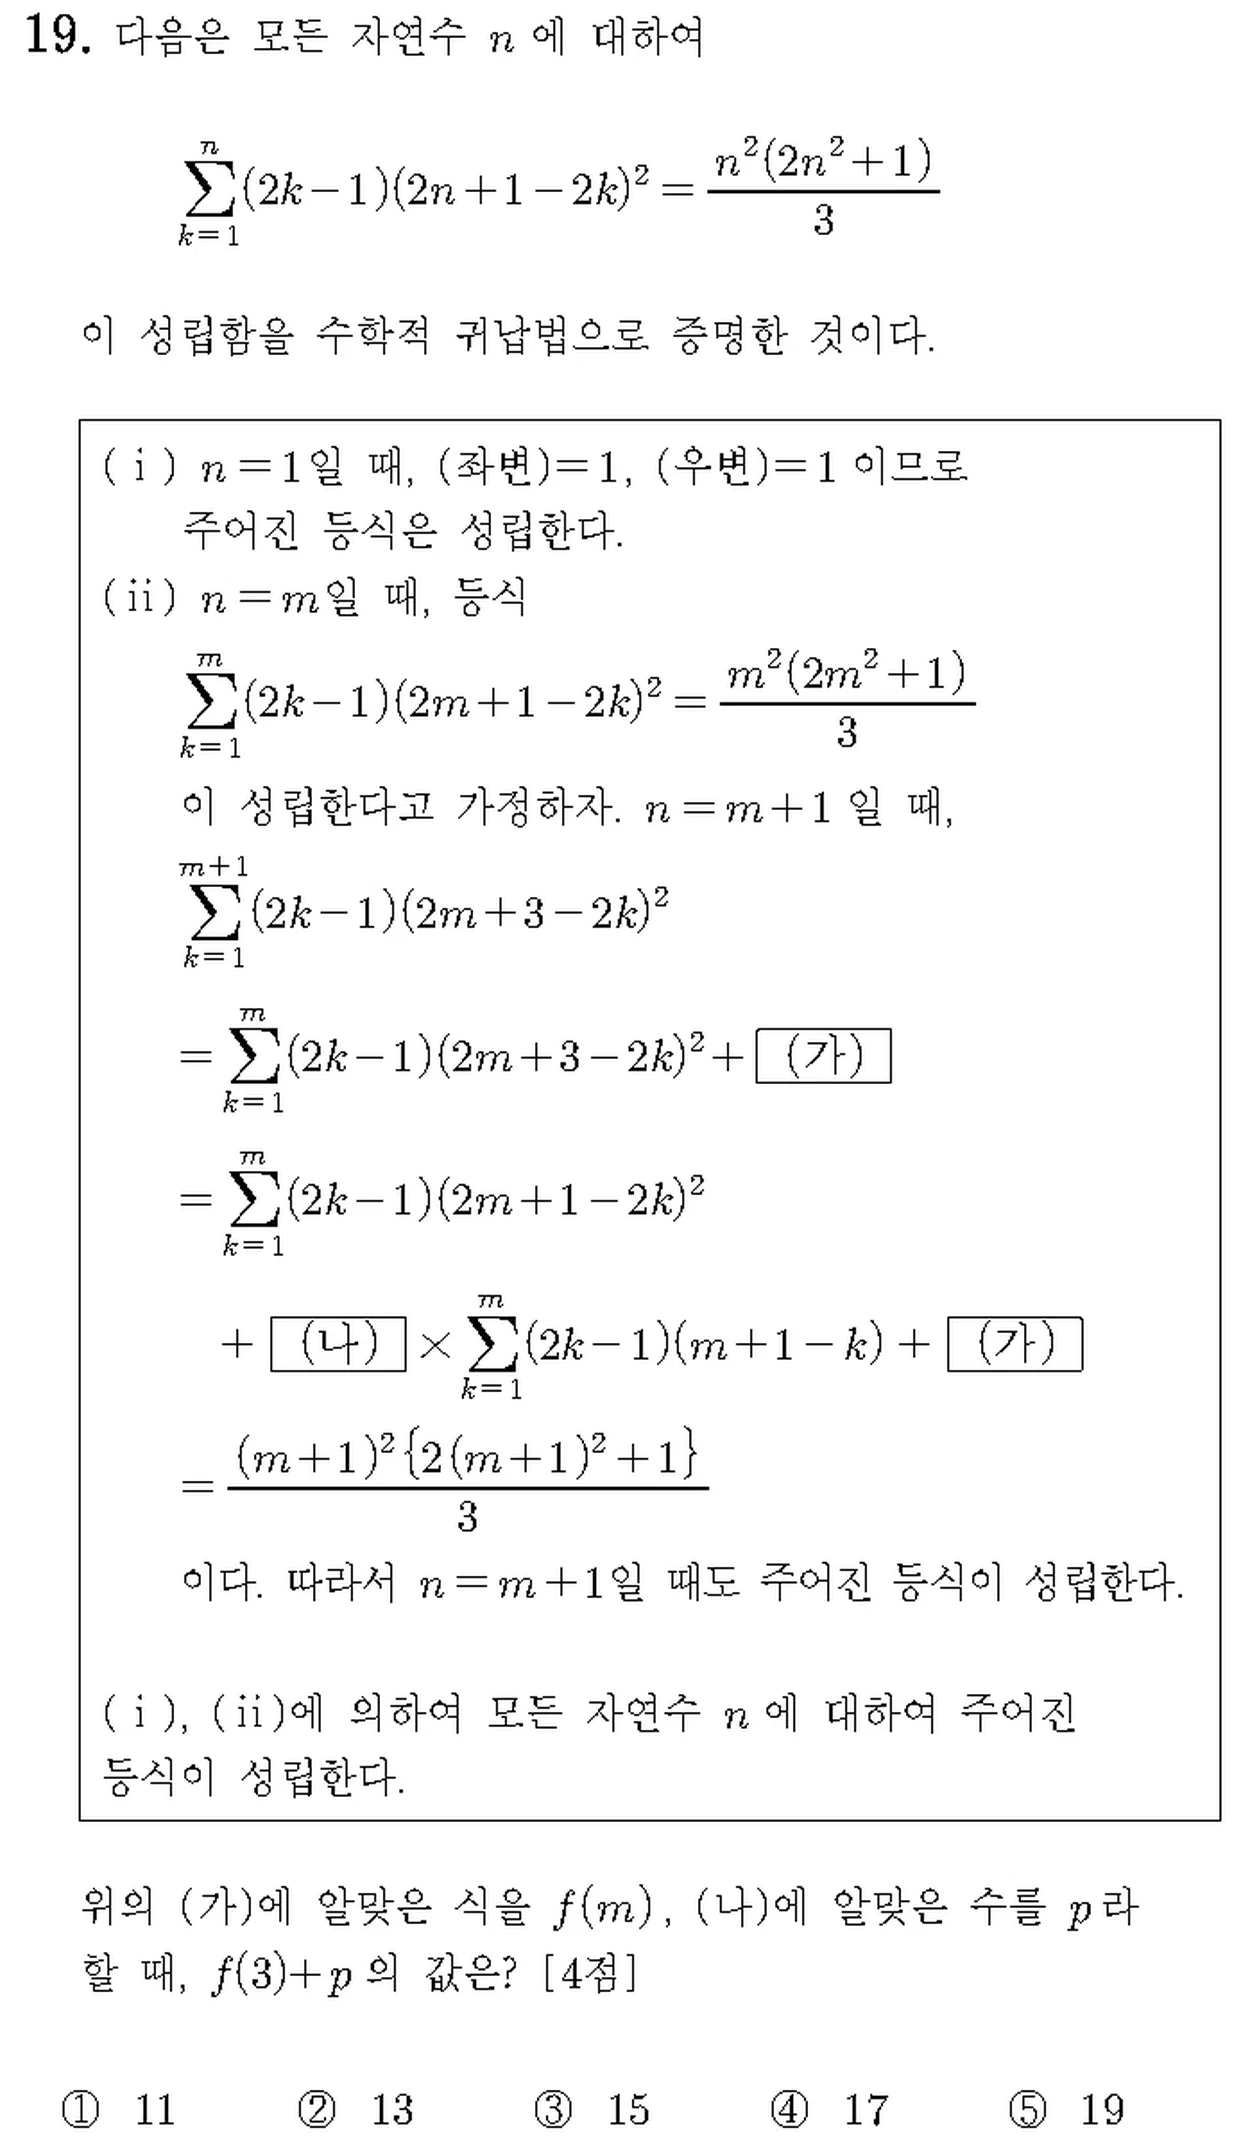 19. 다음은 모든 자연수 n 에 대하여
\sum_{k=1}^{n}(2k-1)(2n+1-2k)^2=\frac{n^2(2n^2+1)}{3}
이 성립함을 수학적 귀납법으로 증명한 것이다.
(ⅰ) n=1일 때, (좌변)=1, (우변)=1 이므로
주어진 등식은 성립한다.
(ⅱ) n=m일 때, 등식
\sum_{k=1}^{m}(2k-1)(2m+1-2k)^2=\frac{m^2(2m^2+1)}{3}
이 성립한다고 가정하자. n=m+1 일 때,
\sum_{k=1}^{m+1}(2k-1)(2m+3-2k)^2
=\sum_{k=1}^{m}(2k-1)(2m+3-2k)^2+(가)
=\sum_{k=1}^{m}(2k-1)(2m+1-2k)^2
+(나)×\sum_{k=1}^{m}(2k-1)(m+1-k)+(가)
=\frac{(m+1)^2\{2(m+1)^2+1\}}{3}
이다. 따라서 n=m+1일 때도 주어진 등식이 성립한다.
(ⅰ), (ⅱ)에 의하여 모든 자연수 n 에 대하여 주어진
등식이 성립한다.
위의 (가)에 알맞은 식을 f(m), (나)에 알맞은 수를 p라
할 때, f(3)+p 의 값은? [4점]
① 11 ② 13 ③ 15 ④ 17 ⑤ 19